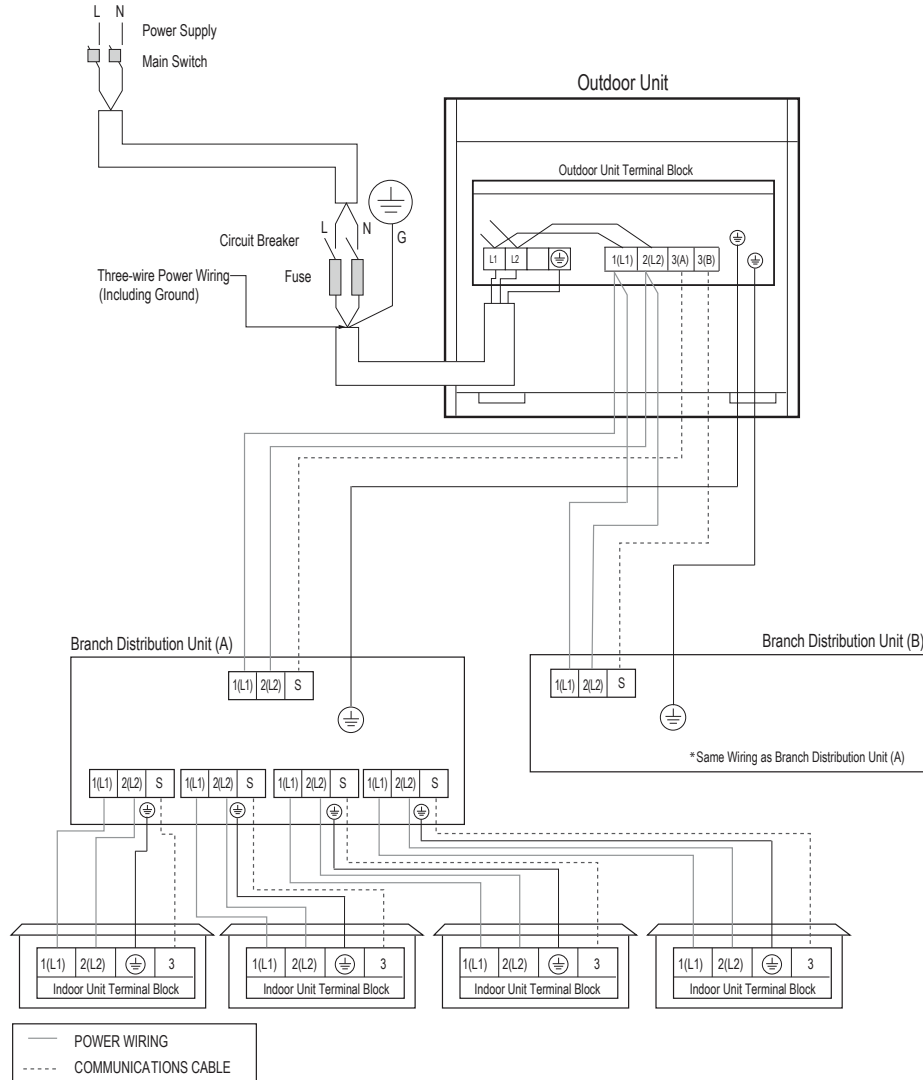 L N
Power Supply
Main Switch
Outdoor Unit
Outdoor Unit Terminal Block
L N
G
Circuit Breaker
Fuse
Three-wire Power Wiring
(Including Ground)
L1 L2
1(L1) 2(L2) 3(A) 3(B)
Branch Distribution Unit (A)
1(L1) 2(L2) S
Branch Distribution Unit (B)
1(L1) 2(L2) S
*Same Wiring as Branch Distribution Unit (A)
1(L1) 2(L2) S
1(L1) 2(L2) S
1(L1) 2(L2) S
1(L1) 2(L2) S
1(L1) 2(L2) 3
Indoor Unit Terminal Block
1(L1) 2(L2) 3
Indoor Unit Terminal Block
1(L1) 2(L2) 3
Indoor Unit Terminal Block
1(L1) 2(L2) 3
Indoor Unit Terminal Block
POWER WIRING
COMMUNICATIONS CABLE